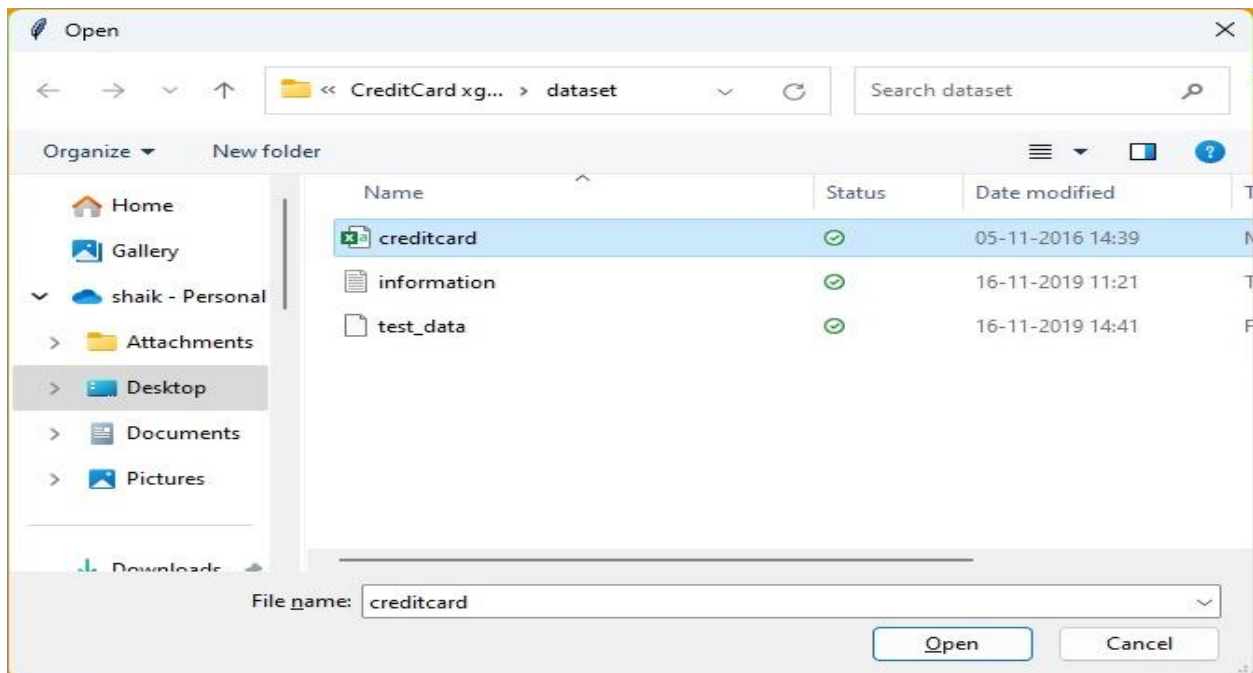 Open
« CreditCard xg... > dataset
Search dataset
Organize
New folder
Name
Status
Date modified
T
Home
Gallery
shaik - Personal
Attachments
Desktop
Documents
Pictures
Downloads
creditcard
05-11-2016 14:39
information
16-11-2019 11:21
T
test_data
16-11-2019 14:41
F
File name: creditcard
Open
Cancel